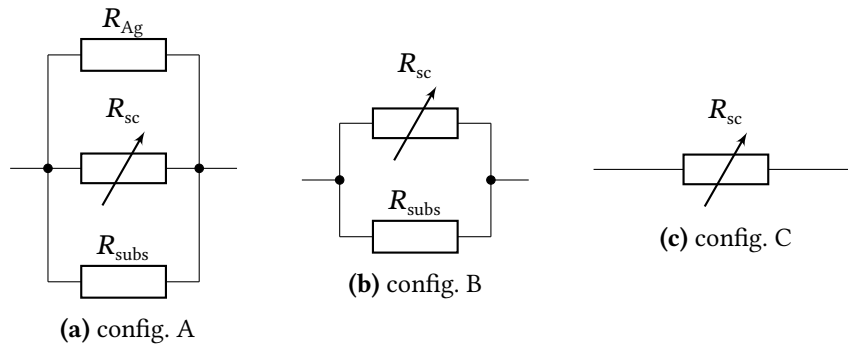 R_Ag
R_sc
R_subs
(a) config. A
R_sc
R_subs
(b) config. B
R_sc
(c) config. C